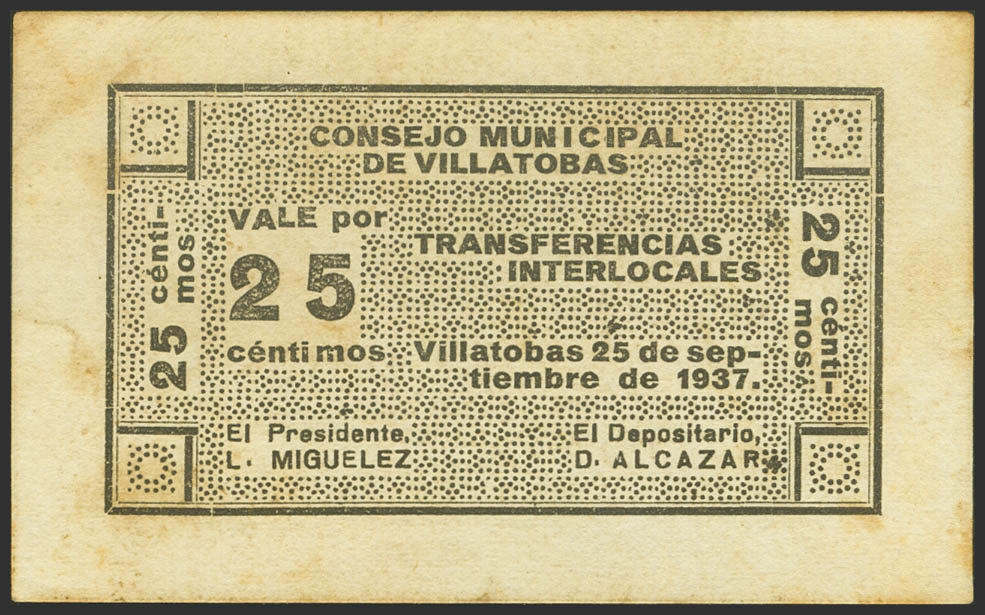 CONSEJO MUNICIPAL
DE VILLATOBAS
VALE por
25
céntimos
TRANSFERENCIAS
INTERLOCALES
Villatobas 25 de sep-
tiembre de 1937.
El Presidente,
L. MIGUELEZ
El Depositario,
D. ALCAZAR
25 cénti-
mos
25 cénti-
mos